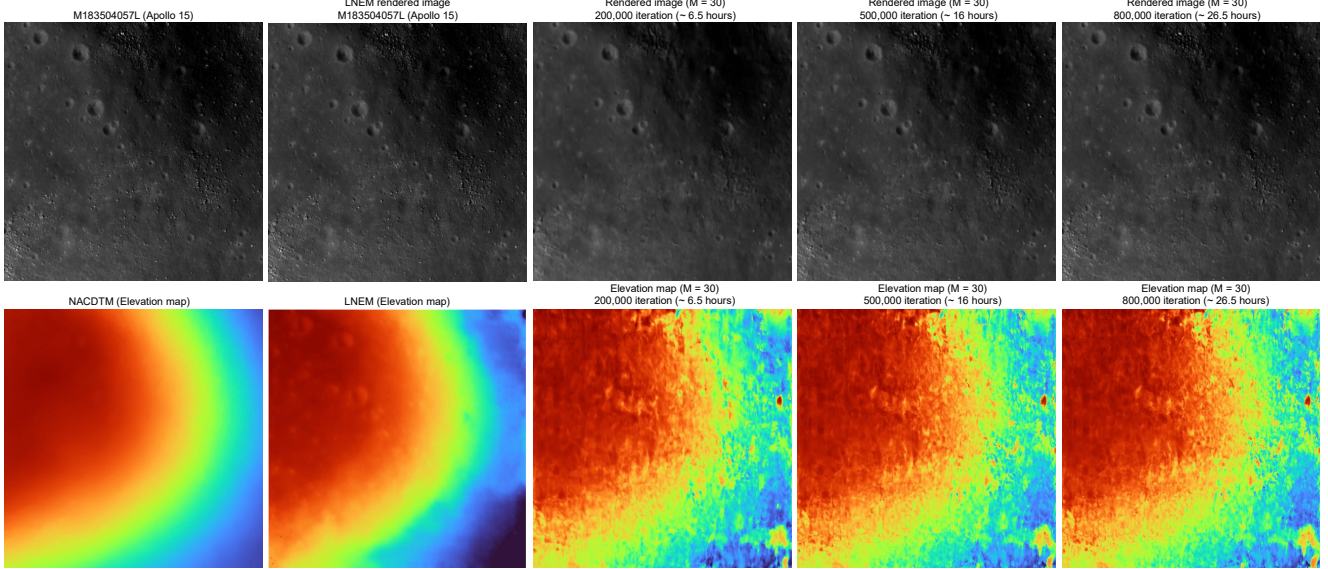 M183504057L (Apollo 15)
LNEM rendered image
M183504057L (Apollo 15)
Rendered image (M = 30)
200,000 iteration (~ 6.5 hours)
Rendered image (M = 30)
500,000 iteration (~ 16 hours)
Rendered image (M = 30)
800,000 iteration (~ 26.5 hours)
NACDTM (Elevation map)
LNEM (Elevation map)
Elevation map (M = 30)
200,000 iteration (~ 6.5 hours)
Elevation map (M = 30)
500,000 iteration (~ 16 hours)
Elevation map (M = 30)
800,000 iteration (~ 26.5 hours)